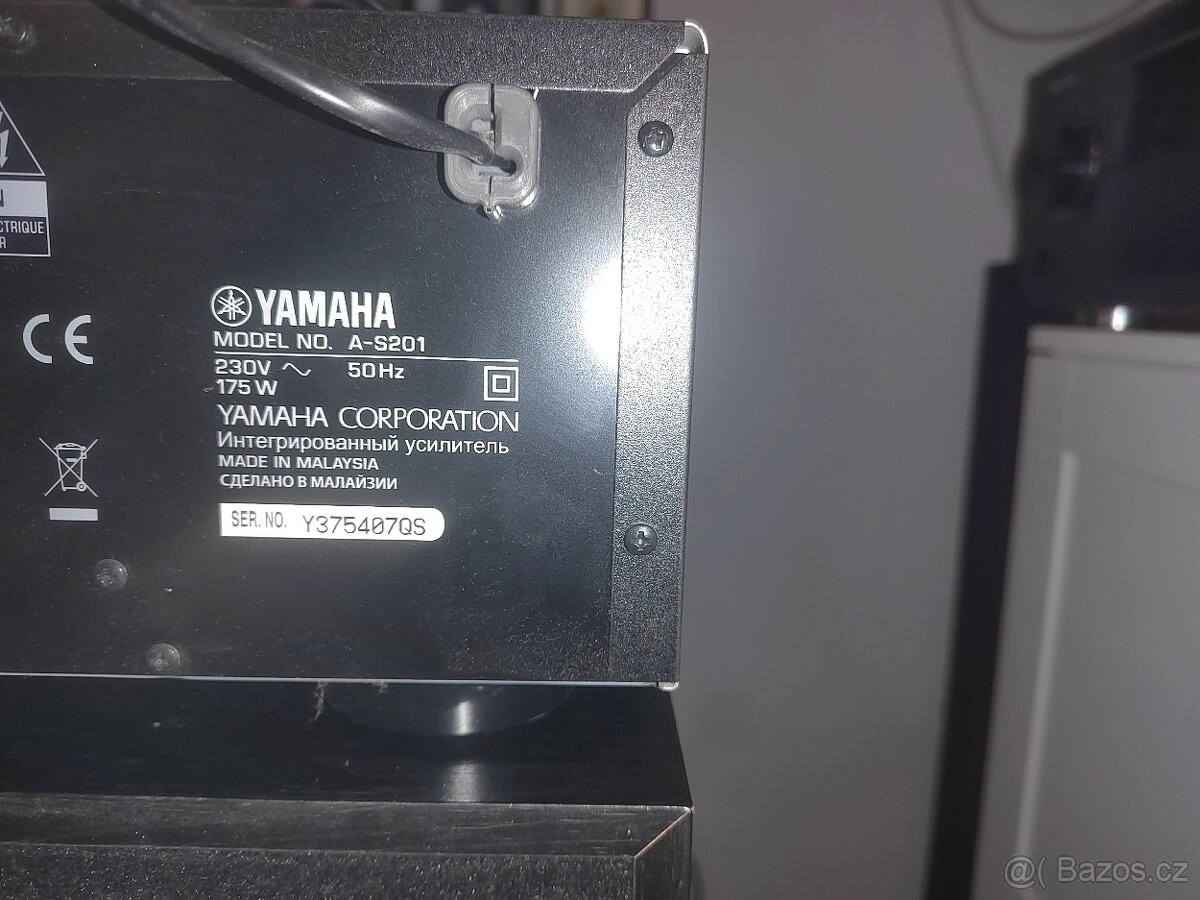 N
CTRIQUE
R
YAMAHA
MODEL NO. A-S201
230V ~ 50Hz
175 W
YAMAHA CORPORATION
Интегрированный усилитель
MADE IN MALAYSIA
СДЕЛАНО В МАЛАЙЗИИ
SER. NO. Y375407QS
CE
@( Bazos.cz